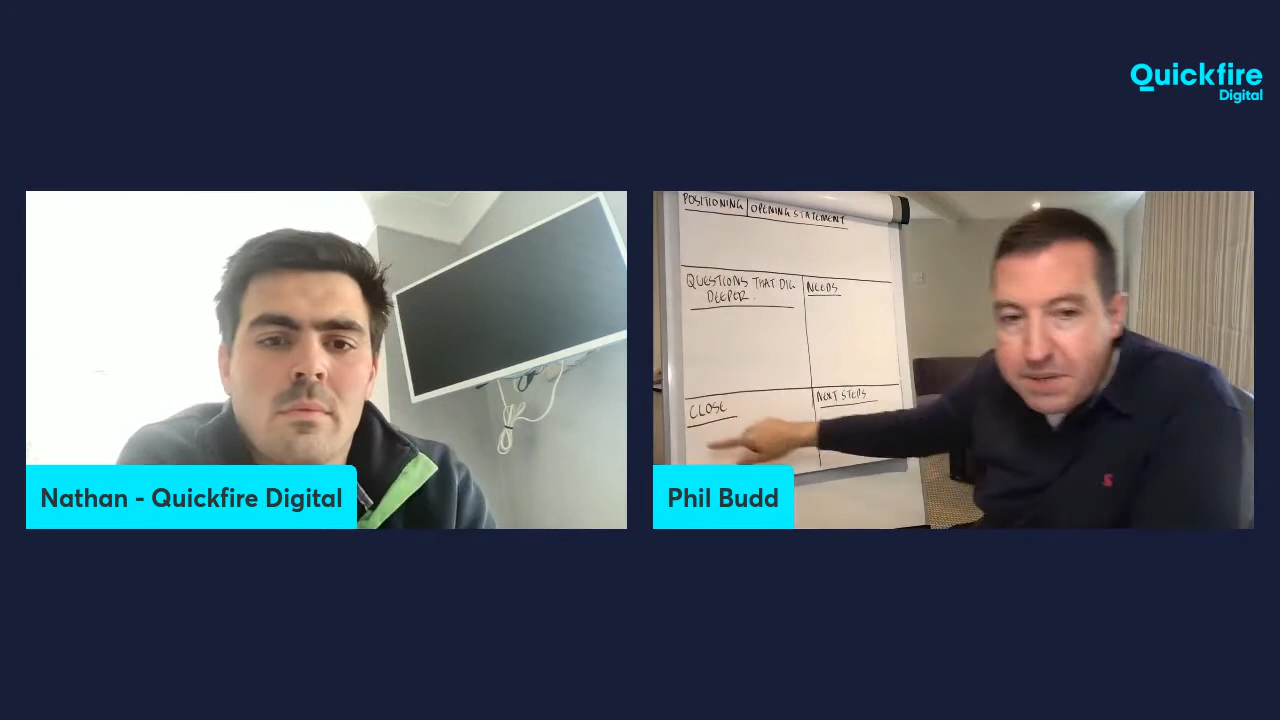 Quickfire
Digital
POSITIONING | OPENING STATEMENT
QUESTIONS THAT DIG
DEEPER.
NEEDS
CLOSE
NEXT STEPS
Nathan - Quickfire Digital
Phil Budd